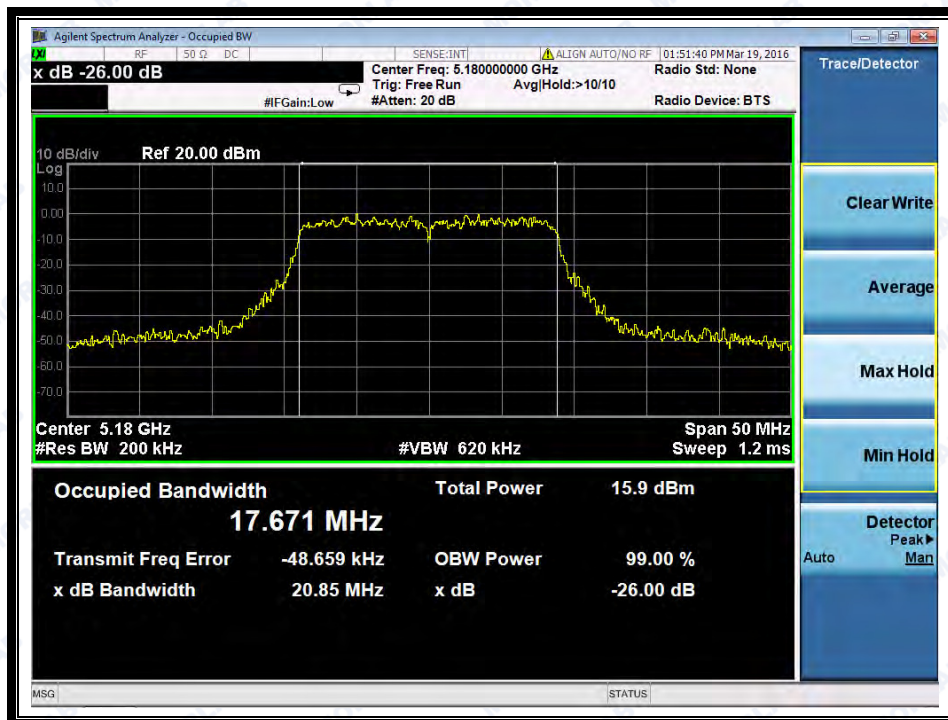 Agilent Spectrum Analyzer - Occupied BW
LXI RF 50 Ω DC SENSE:INT ALIGN AUTO/NO RF 01:51:40 PM Mar 19, 2016
x dB -26.00 dB
Center Freq: 5.180000000 GHz Radio Std: None
Trig: Free Run Avg|Hold:>10/10
#IFGain:Low #Atten: 20 dB Radio Device: BTS
10 dB/div Ref 20.00 dBm
Log
10.0
0.00
-10.0
-20.0
-30.0
-40.0
-50.0
-60.0
-70.0
Center 5.18 GHz Span 50 MHz
#Res BW 200 kHz #VBW 620 kHz Sweep 1.2 ms
Occupied Bandwidth Total Power 15.9 dBm
17.671 MHz
Transmit Freq Error -48.659 kHz OBW Power 99.00 %
x dB Bandwidth 20.85 MHz x dB -26.00 dB
MSG STATUS
Trace/Detector
Clear Write
Average
Max Hold
Min Hold
Detector
Peak▶
Auto Man